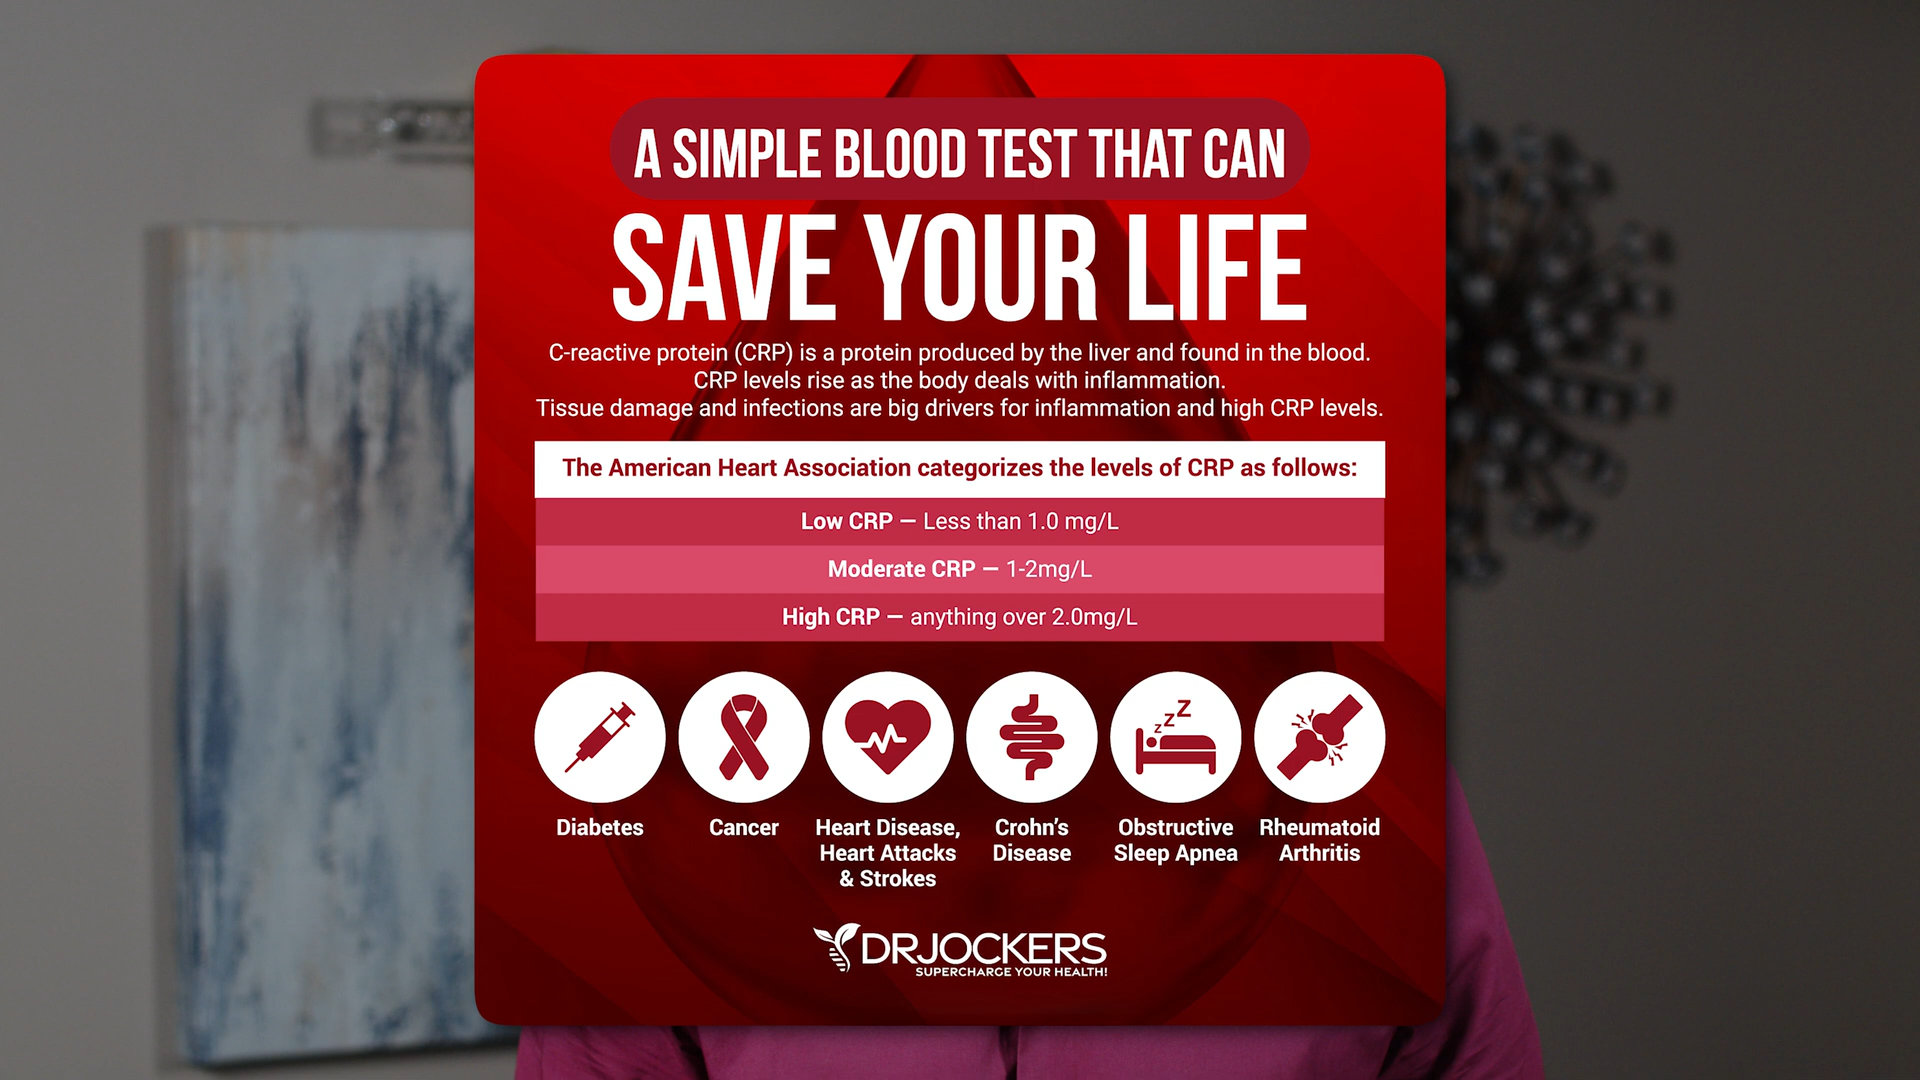 A SIMPLE BLOOD TEST THAT CAN
SAVE YOUR LIFE
C-reactive protein (CRP) is a protein produced by the liver and found in the blood.
CRP levels rise as the body deals with inflammation.
Tissue damage and infections are big drivers for inflammation and high CRP levels.
The American Heart Association categorizes the levels of CRP as follows:
Low CRP — Less than 1.0 mg/L
Moderate CRP — 1-2mg/L
High CRP — anything over 2.0mg/L
z z Z
Diabetes
Cancer
Heart Disease,
Heart Attacks
& Strokes
Crohn's
Disease
Obstructive
Sleep Apnea
Rheumatoid
Arthritis
DRJOCKERS
SUPERCHARGE YOUR HEALTH!